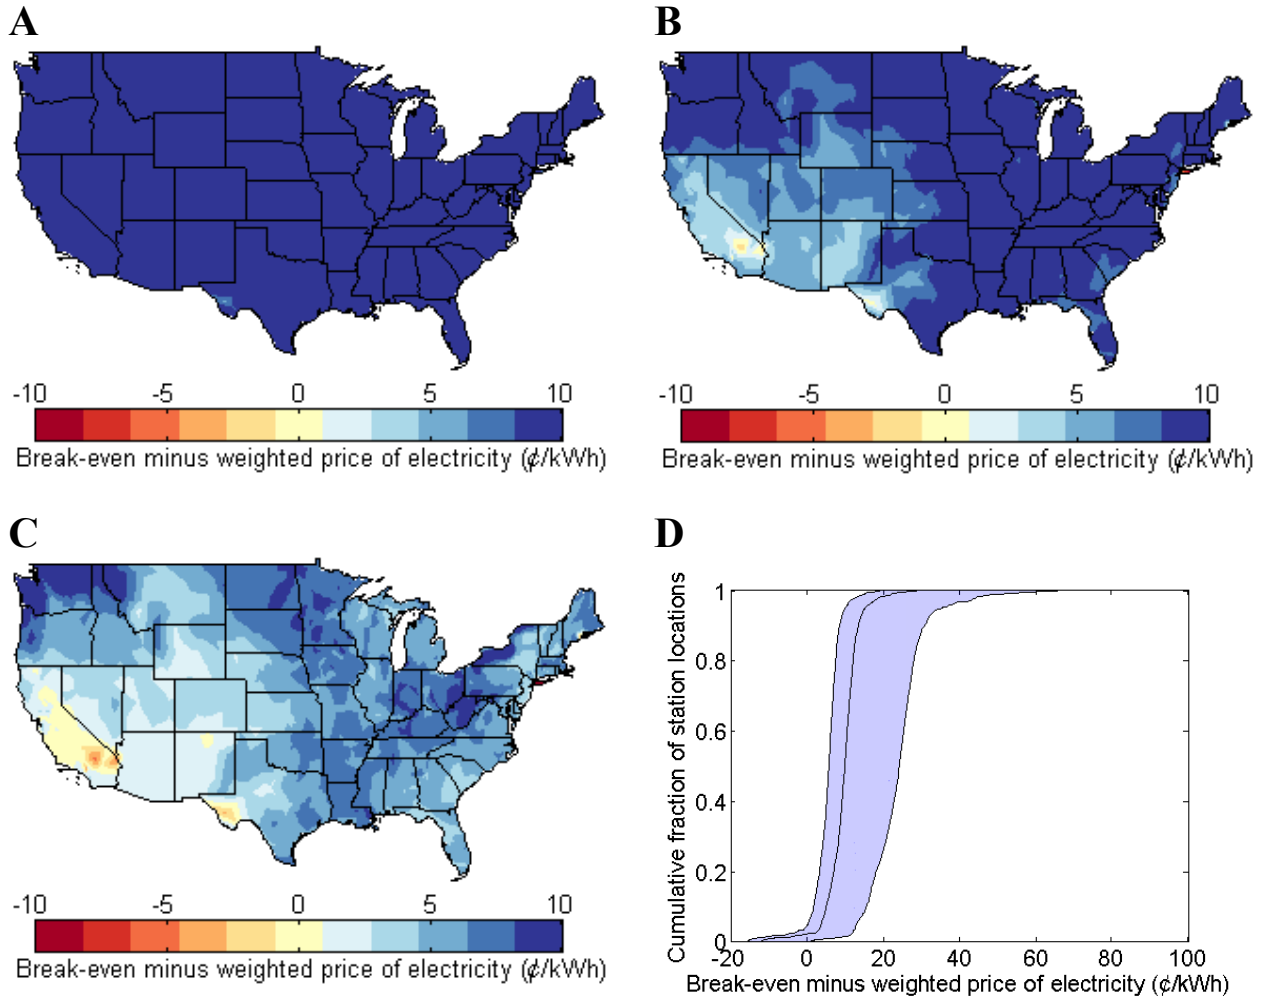 A
B
-10 -5 0 5 10
Break-even minus weighted price of electricity (¢/kWh)
-10 -5 0 5 10
Break-even minus weighted price of electricity (¢/kWh)
C
D
-10 -5 0 5 10
Break-even minus weighted price of electricity (¢/kWh)
Cumulative fraction of station locations
1
0.8
0.6
0.4
0.2
0
-20 0 20 40 60 80 100
Break-even minus weighted price of electricity (¢/kWh)